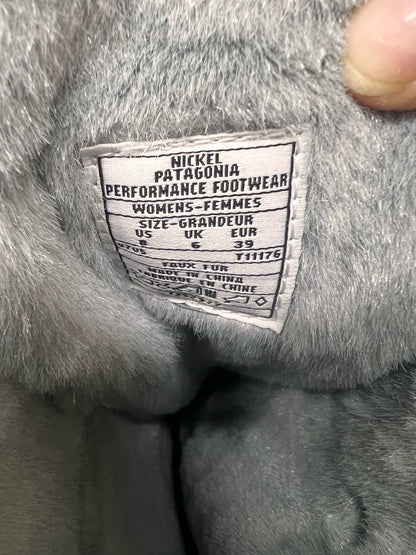 NICKEL
PATAGONIA
PERFORMANCE FOOTWEAR
WOMENS-FEMMES
SIZE-GRANDEUR
US UK EUR
8 6 39
T11176
FAUX FUR
MADE IN CHINA
FABRIQUE EN CHINE